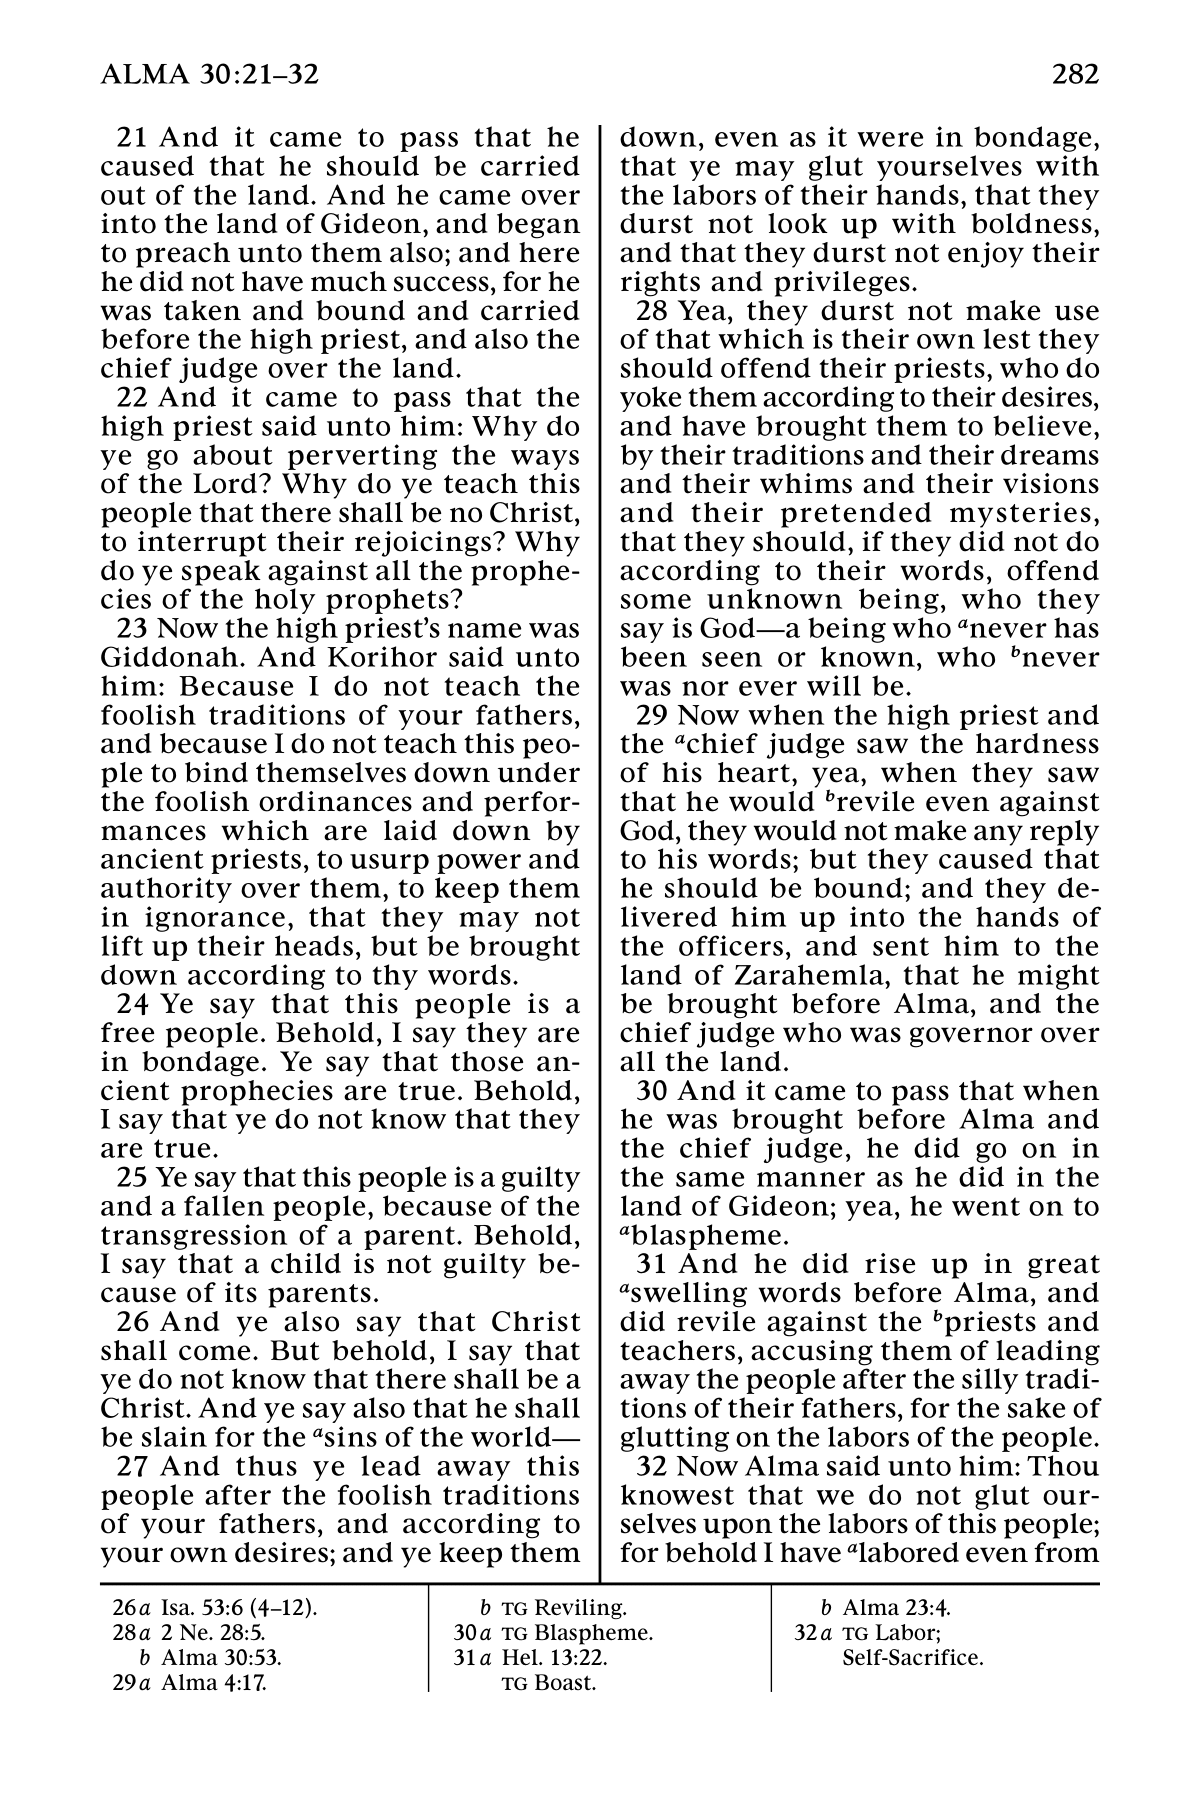 ALMA 30:21–32
282
21 And it came to pass that he
caused that he should be carried
out of the land. And he came over
into the land of Gideon, and began
to preach unto them also; and here
he did not have much success, for he
was taken and bound and carried
before the high priest, and also the
chief judge over the land.
22 And it came to pass that the
high priest said unto him: Why do
ye go about perverting the ways
of the Lord? Why do ye teach this
people that there shall be no Christ,
to interrupt their rejoicings? Why
do ye speak against all the prophe-
cies of the holy prophets?
23 Now the high priest’s name was
Giddonah. And Korihor said unto
him: Because I do not teach the
foolish traditions of your fathers,
and because I do not teach this peo-
ple to bind themselves down under
the foolish ordinances and perfor-
mances which are laid down by
ancient priests, to usurp power and
authority over them, to keep them
in ignorance, that they may not
lift up their heads, but be brought
down according to thy words.
24 Ye say that this people is a
free people. Behold, I say they are
in bondage. Ye say that those an-
cient prophecies are true. Behold,
I say that ye do not know that they
are true.
25 Ye say that this people is a guilty
and a fallen people, because of the
transgression of a parent. Behold,
I say that a child is not guilty be-
cause of its parents.
26 And ye also say that Christ
shall come. But behold, I say that
ye do not know that there shall be a
Christ. And ye say also that he shall
be slain for the asins of the world—
27 And thus ye lead away this
people after the foolish traditions
of your fathers, and according to
your own desires; and ye keep them
down, even as it were in bondage,
that ye may glut yourselves with
the labors of their hands, that they
durst not look up with boldness,
and that they durst not enjoy their
rights and privileges.
28 Yea, they durst not make use
of that which is their own lest they
should offend their priests, who do
yoke them according to their desires,
and have brought them to believe,
by their traditions and their dreams
and their whims and their visions
and their pretended mysteries,
that they should, if they did not do
according to their words, offend
some unknown being, who they
say is God—a being who anever has
been seen or known, who bnever
was nor ever will be.
29 Now when the high priest and
the achief judge saw the hardness
of his heart, yea, when they saw
that he would brevile even against
God, they would not make any reply
to his words; but they caused that
he should be bound; and they de-
livered him up into the hands of
the officers, and sent him to the
land of Zarahemla, that he might
be brought before Alma, and the
chief judge who was governor over
all the land.
30 And it came to pass that when
he was brought before Alma and
the chief judge, he did go on in
the same manner as he did in the
land of Gideon; yea, he went on to
ablaspheme.
31 And he did rise up in great
aswelling words before Alma, and
did revile against the bpriests and
teachers, accusing them of leading
away the people after the silly tradi-
tions of their fathers, for the sake of
glutting on the labors of the people.
32 Now Alma said unto him: Thou
knowest that we do not glut our-
selves upon the labors of this people;
for behold I have alabored even from
26 a Isa. 53:6 (4–12).
28 a 2 Ne. 28:5.
b Alma 30:53.
29 a Alma 4:17.
b TG Reviling.
30 a TG Blaspheme.
31 a Hel. 13:22.
TG Boast.
b Alma 23:4.
32 a TG Labor;
Self-Sacrifice.